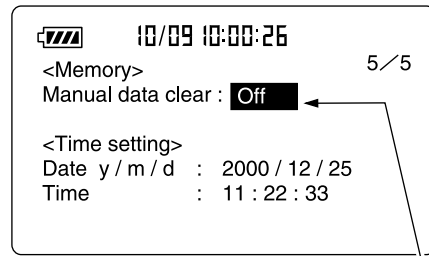 10/09 10:00:26
5/5
<Memory>
Manual data clear : Off
<Time setting>
Date y / m / d : 2000 / 12 / 25
Time : 11 : 22 : 33